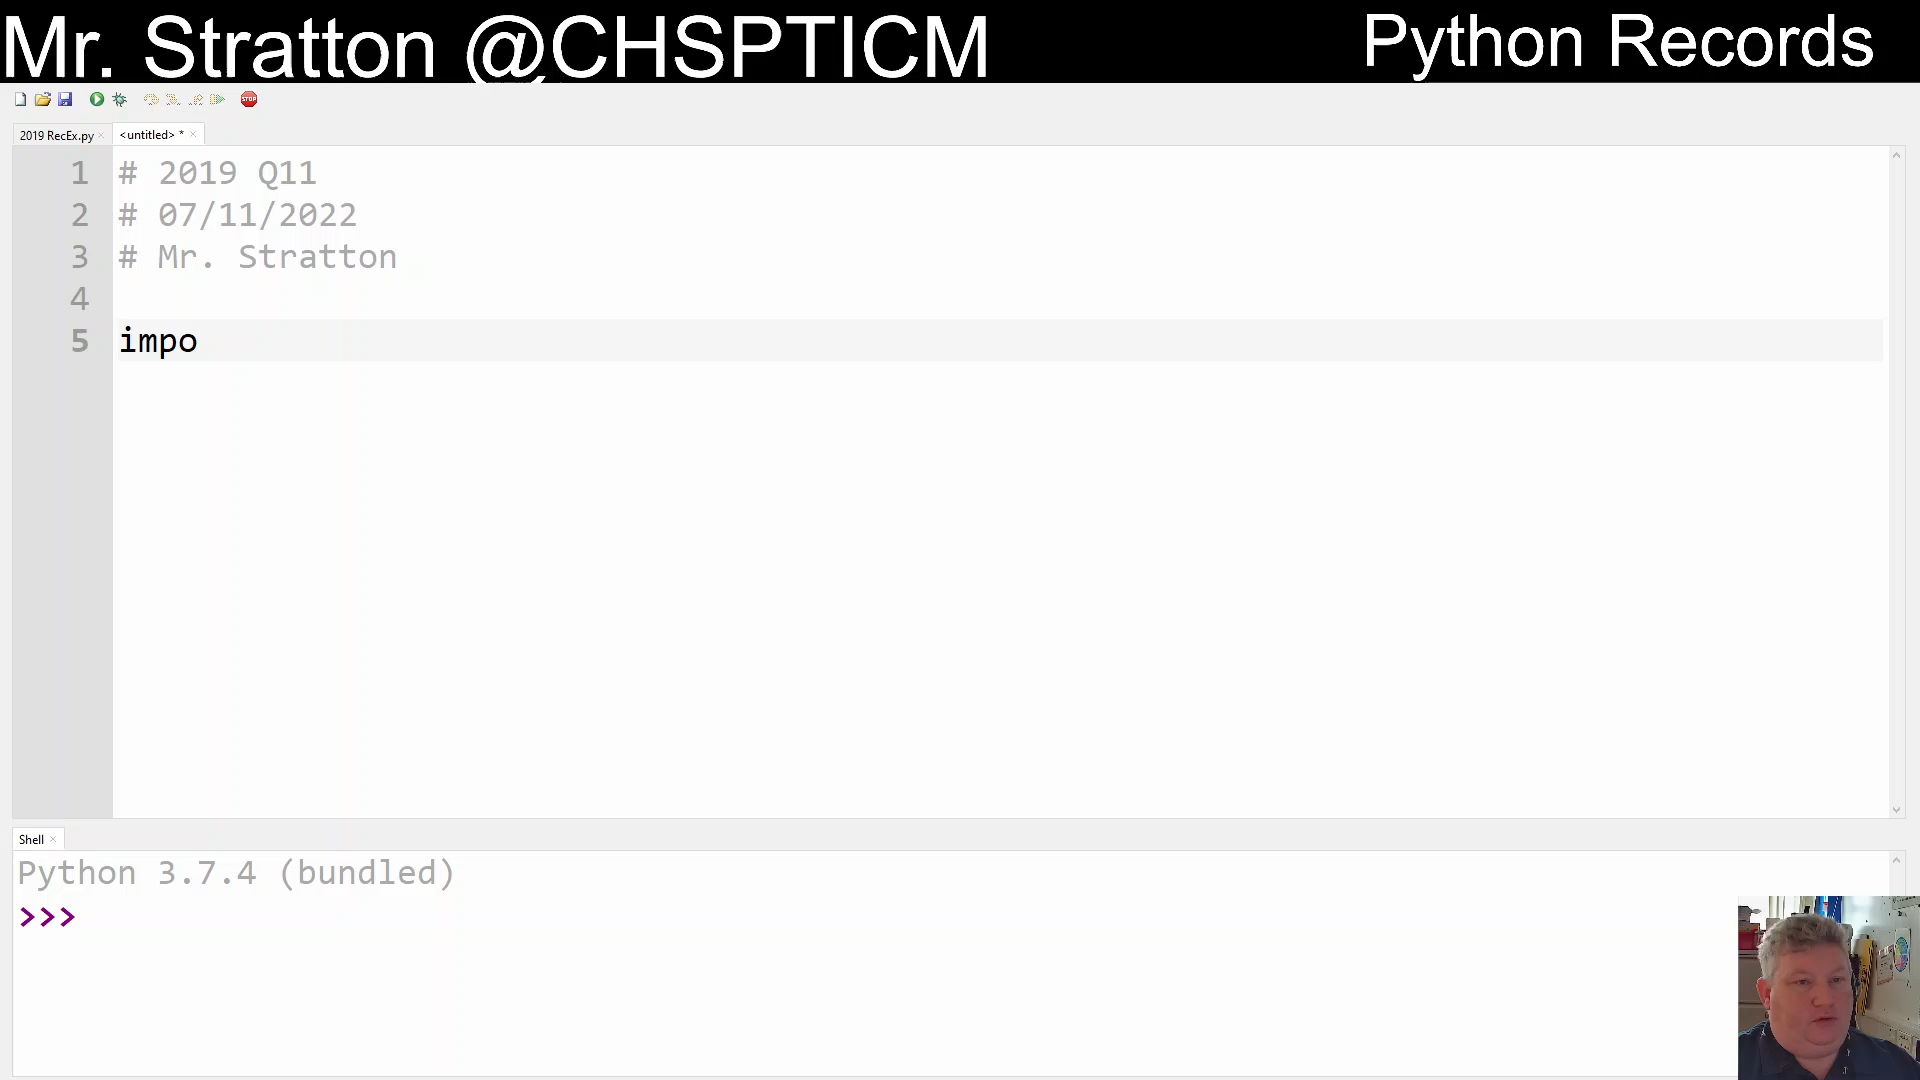 Mr. Stratton @CHSPTICM
Python Records
STOP
2019 RecEx.py
<untitled> *
1 # 2019 Q11
2 # 07/11/2022
3 # Mr. Stratton
4
5 impo
Shell
Python 3.7.4 (bundled)
>>>